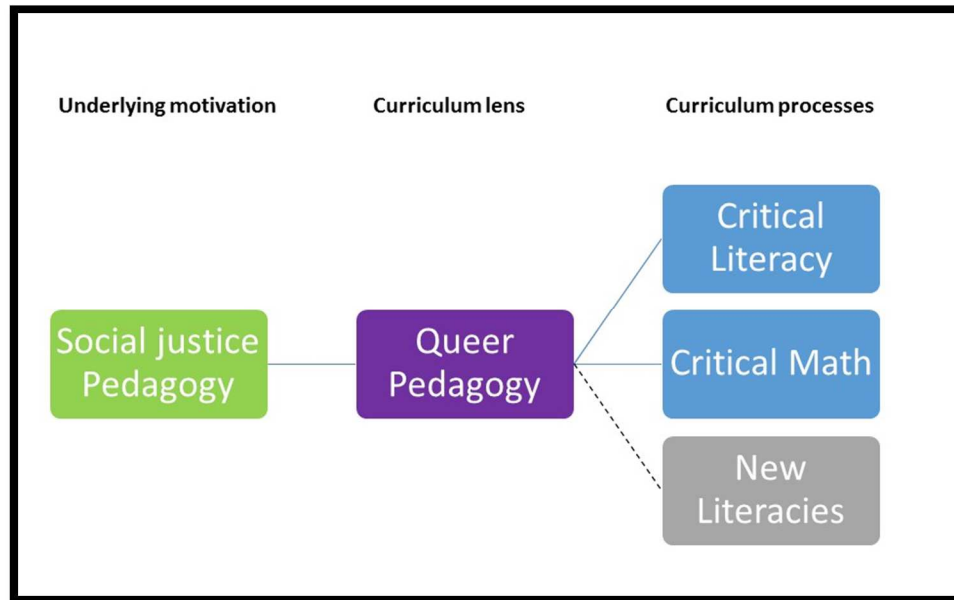 Underlying motivation
Curriculum lens
Curriculum processes
Social justice
Pedagogy
Queer
Pedagogy
Critical
Literacy
Critical Math
New
Literacies